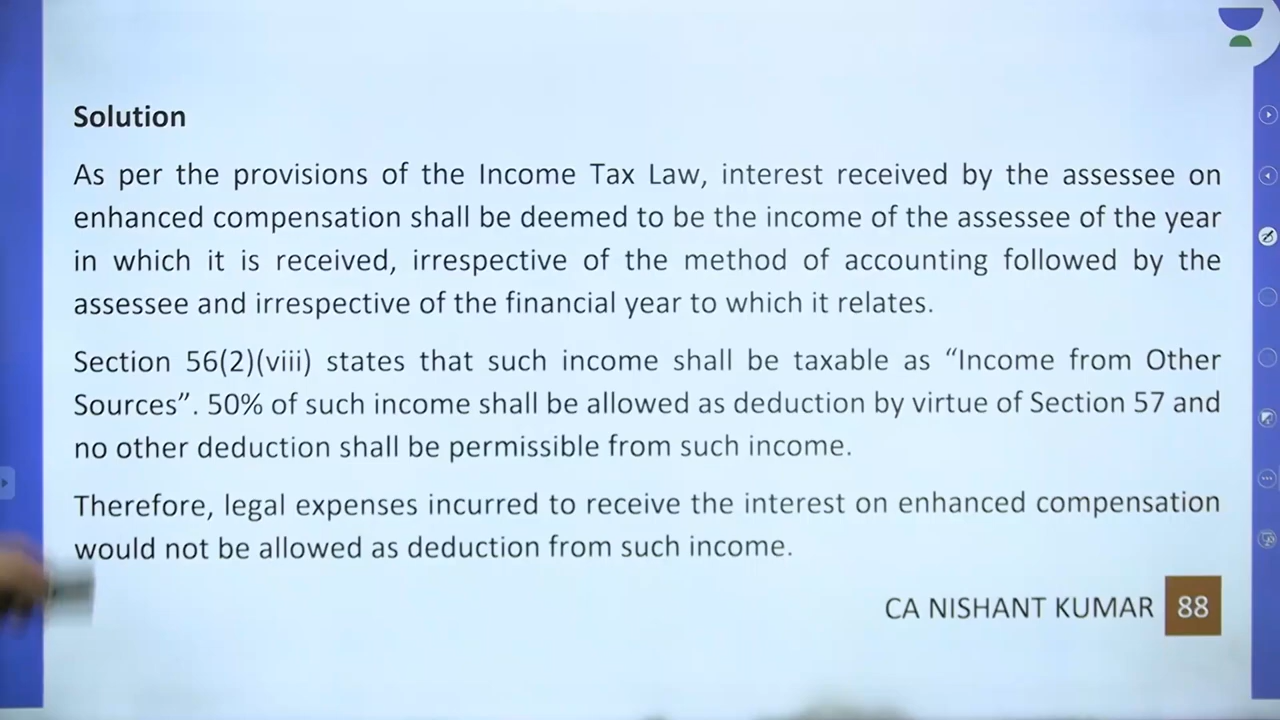 Solution
As per the provisions of the Income Tax Law, interest received by the assessee on
enhanced compensation shall be deemed to be the income of the assessee of the year
in which it is received, irrespective of the method of accounting followed by the
assessee and irrespective of the financial year to which it relates.
Section 56(2)(viii) states that such income shall be taxable as “Income from Other
Sources”. 50% of such income shall be allowed as deduction by virtue of Section 57 and
no other deduction shall be permissible from such income.
Therefore, legal expenses incurred to receive the interest on enhanced compensation
would not be allowed as deduction from such income.
CA NISHANT KUMAR 88